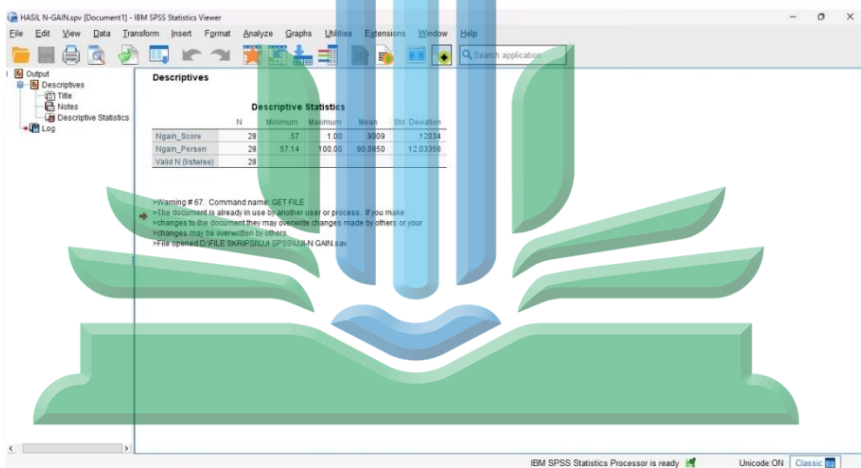 HASIL N-GAIN.spv [Document1] - IBM SPSS Statistics Viewer
File Edit View Data Transform Insert Format Analyze Graphs Utilities Extensions Window Help
Search application
Output
Descriptives
Title
Notes
Descriptive Statistics
Log
Descriptives
Descriptive Statistics
N Minimum Maximum Mean Std. Deviation
Ngain_Score 28 .57 1.00 .9009 .12034
Ngain_Persen 28 57.14 100.00 90.0850 12.03356
Valid N (listwise) 28
>Warning # 67. Command name: GET FILE
>The document is already in use by another user or process. If you make
>changes to the document they may overwrite changes made by others or your
>changes may be overwritten by others.
>File opened D:\FILE SKRIPSI\UJI SPSS\UJI-N GAIN.sav
IBM SPSS Statistics Processor is ready Unicode:ON Classic